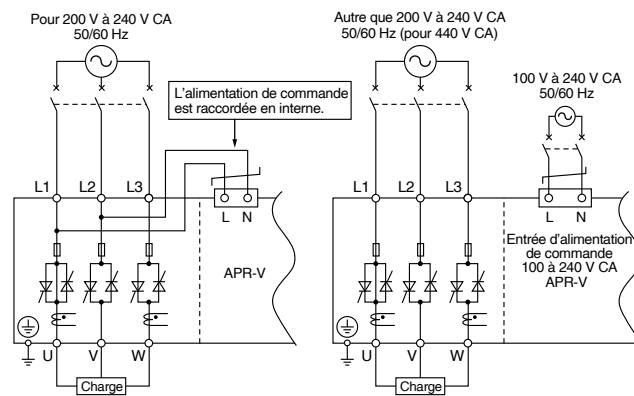 Pour 200 V à 240 V CA
50/60 Hz
L'alimentation de commande
est raccordée en interne.
L1
L2
L3
L
N
APR-V
U
V
W
Charge
Autre que 200 V à 240 V CA
50/60 Hz (pour 440 V CA)
100 V à 240 V CA
50/60 Hz
L1
L2
L3
L
N
Entrée d'alimentation
de commande
100 à 240 V CA
APR-V
U
V
W
Charge